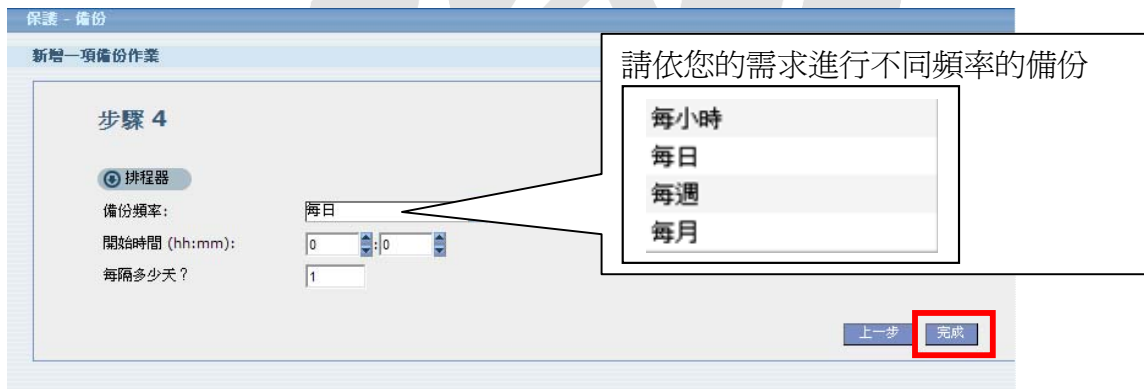 保護 - 備份
新增一項備份作業
步驟 4
排程器
備份頻率:
每日
開始時間 (hh:mm):
0 : 0
每隔多少天?
1
上一步
完成
請依您的需求進行不同頻率的備份
每小時
每日
每週
每月